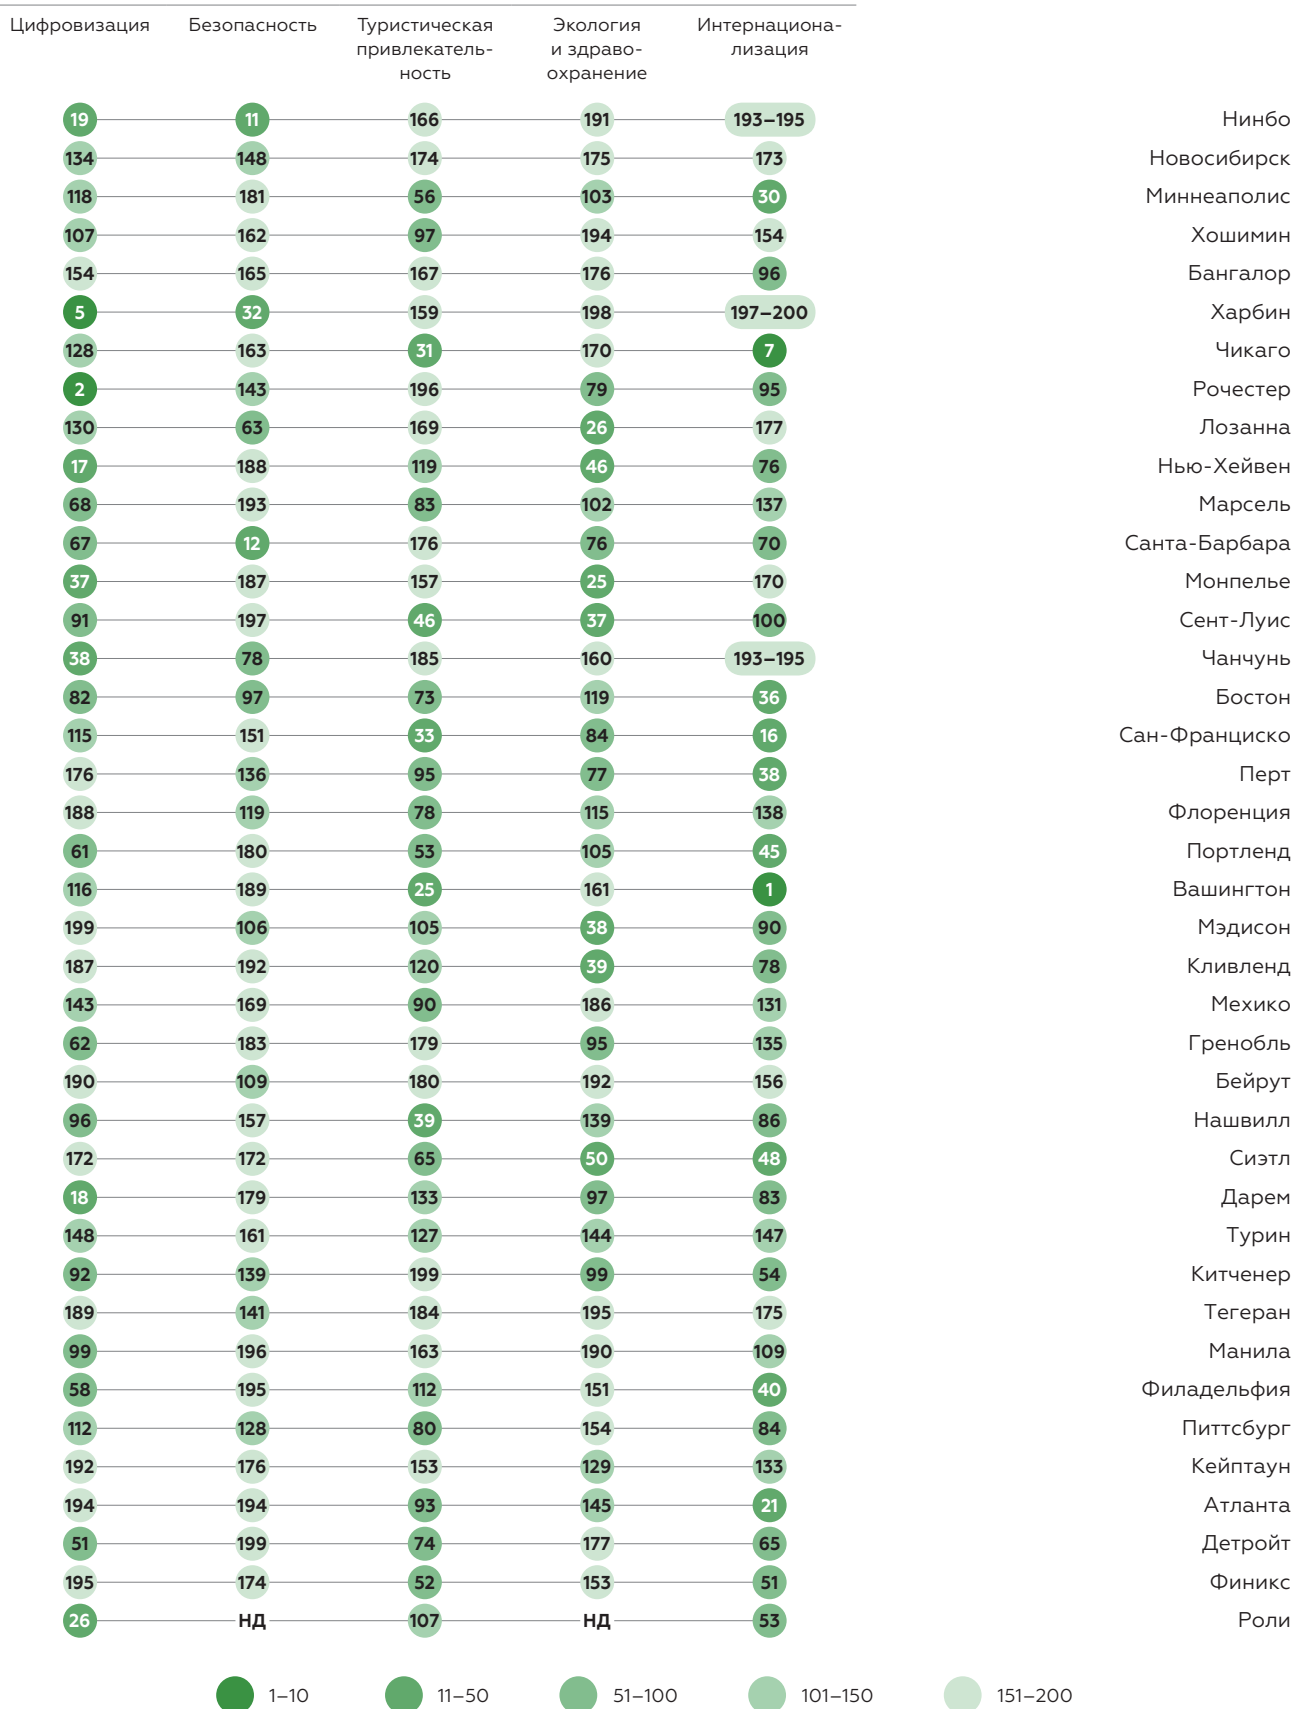 Цифровизация Безопасность Туристическая Экология Интернациона-
привлекатель- и здраво- лизация
ность охранение
19 11 166 191 193–195 Нинбо
134 148 174 175 173 Новосибирск
118 181 56 103 30 Миннеаполис
107 162 97 194 154 Хошимин
154 165 167 176 96 Бангалор
5 32 159 198 197–200 Харбин
128 163 31 170 7 Чикаго
2 143 196 79 95 Рочестер
130 63 169 26 177 Лозанна
17 188 119 46 76 Нью-Хейвен
68 193 83 102 137 Марсель
67 12 176 76 70 Санта-Барбара
37 187 157 25 170 Монпелье
91 197 46 37 100 Сент-Луис
38 78 185 160 193–195 Чанчунь
82 97 73 119 36 Бостон
115 151 33 84 16 Сан-Франциско
176 136 95 77 38 Перт
188 119 78 115 138 Флоренция
61 180 53 105 45 Портленд
116 189 25 161 1 Вашингтон
199 106 105 38 90 Мэдисон
187 192 120 39 78 Кливленд
143 169 90 186 131 Мехико
62 183 179 95 135 Гренобль
190 109 180 192 156 Бейрут
96 157 39 139 86 Нашвилл
172 172 65 50 48 Сиэтл
18 179 133 97 83 Дарем
148 161 127 144 147 Турин
92 139 199 99 54 Китченер
189 141 184 195 175 Тегеран
99 196 163 190 109 Манила
58 195 112 151 40 Филадельфия
112 128 80 154 84 Питтсбург
192 176 153 129 133 Кейптаун
194 194 93 145 21 Атланта
51 199 74 177 65 Детройт
195 174 52 153 51 Финикс
26 НД 107 НД 53 Роли
1–10 11–50 51–100 101–150 151–200